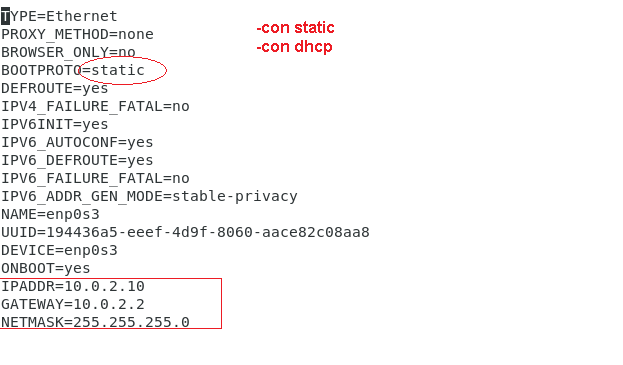 TYPE=Ethernet
PROXY_METHOD=none
BROWSER_ONLY=no
BOOTPROTO=static
DEFROUTE=yes
IPV4_FAILURE_FATAL=no
IPV6INIT=yes
IPV6_AUTOCONF=yes
IPV6_DEFROUTE=yes
IPV6_FAILURE_FATAL=no
IPV6_ADDR_GEN_MODE=stable-privacy
NAME=enp0s3
UUID=194436a5-eeef-4d9f-8060-aace82c08aa8
DEVICE=enp0s3
ONBOOT=yes
IPADDR=10.0.2.10
GATEWAY=10.0.2.2
NETMASK=255.255.255.0
-con static
-con dhcp